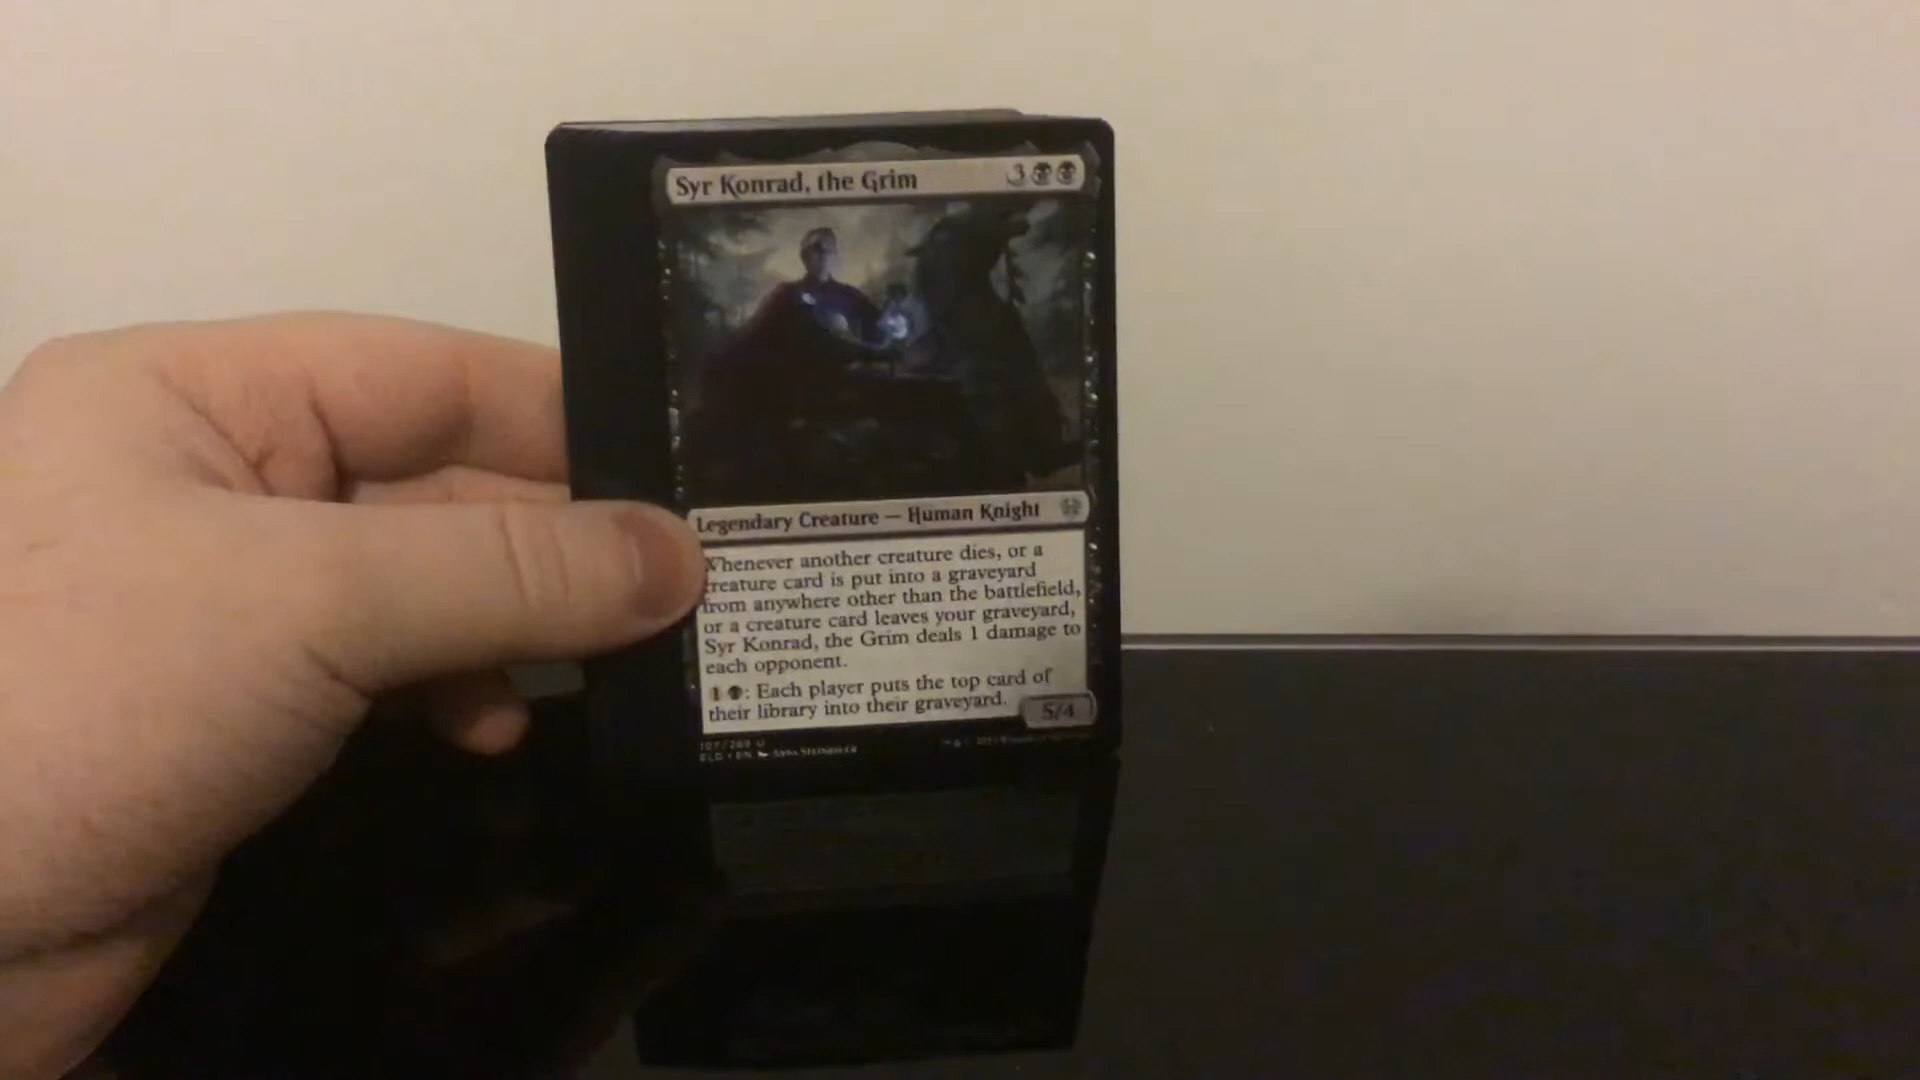 Syr Konrad, the Grim 3
Legendary Creature — Human Knight
Whenever another creature dies, or a
creature card is put into a graveyard
from anywhere other than the battlefield,
or a creature card leaves your graveyard,
Syr Konrad, the Grim deals 1 damage to
each opponent.
1 : Each player puts the top card of
their library into their graveyard.
5/4
107/269 U
ELD • EN